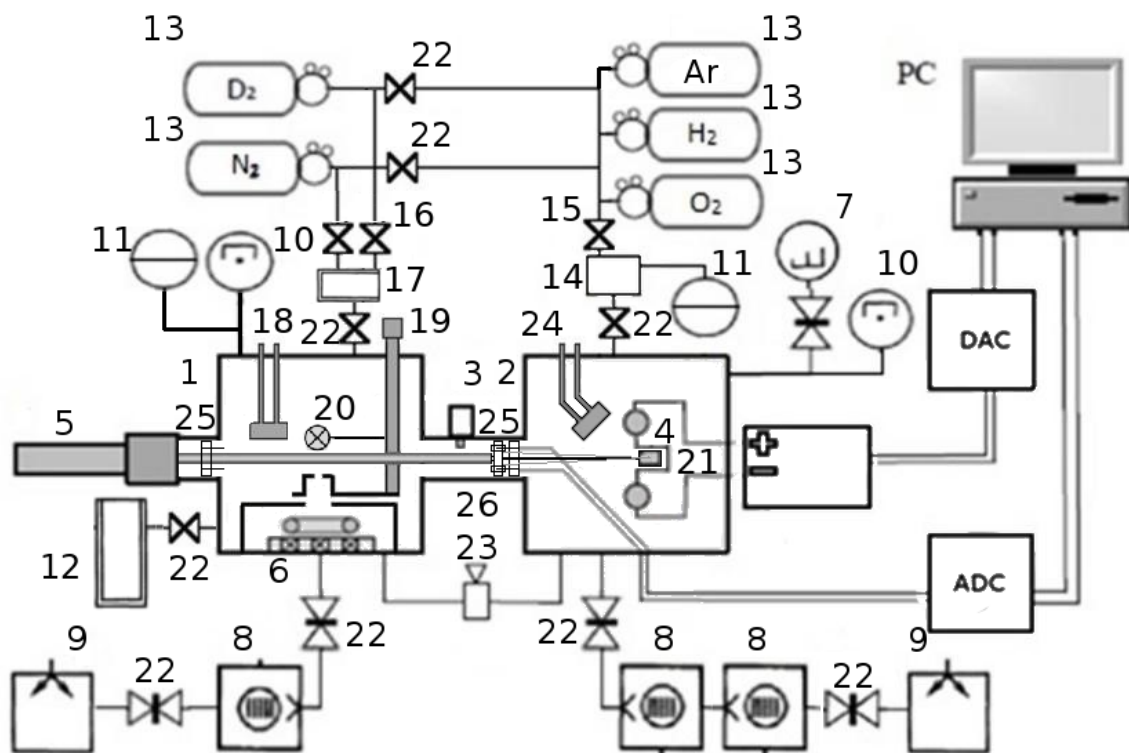 13 13
22
D₂ Ar PC
13 13
22
N₂ H₂
13
16 15 O₂ 7
11 10 17 14 11 10
18 22 19 24 22 DAC
1 3 2
5 25 20 25 4 21 + −
26
12 22 6 23 ADC
22 22
9 22 8 8 8 22 9